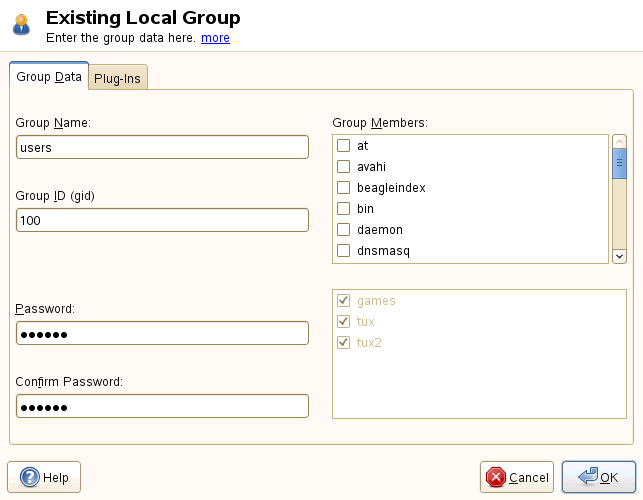 Existing Local Group
Enter the group data here. more
Group Data
Plug-Ins
Group Name:
users
Group ID (gid)
100
Password:
●●●●●●
Confirm Password:
●●●●●●
Group Members:
at
avahi
beagleindex
bin
daemon
dnsmasq
games
tux
tux2
Help
Cancel
OK